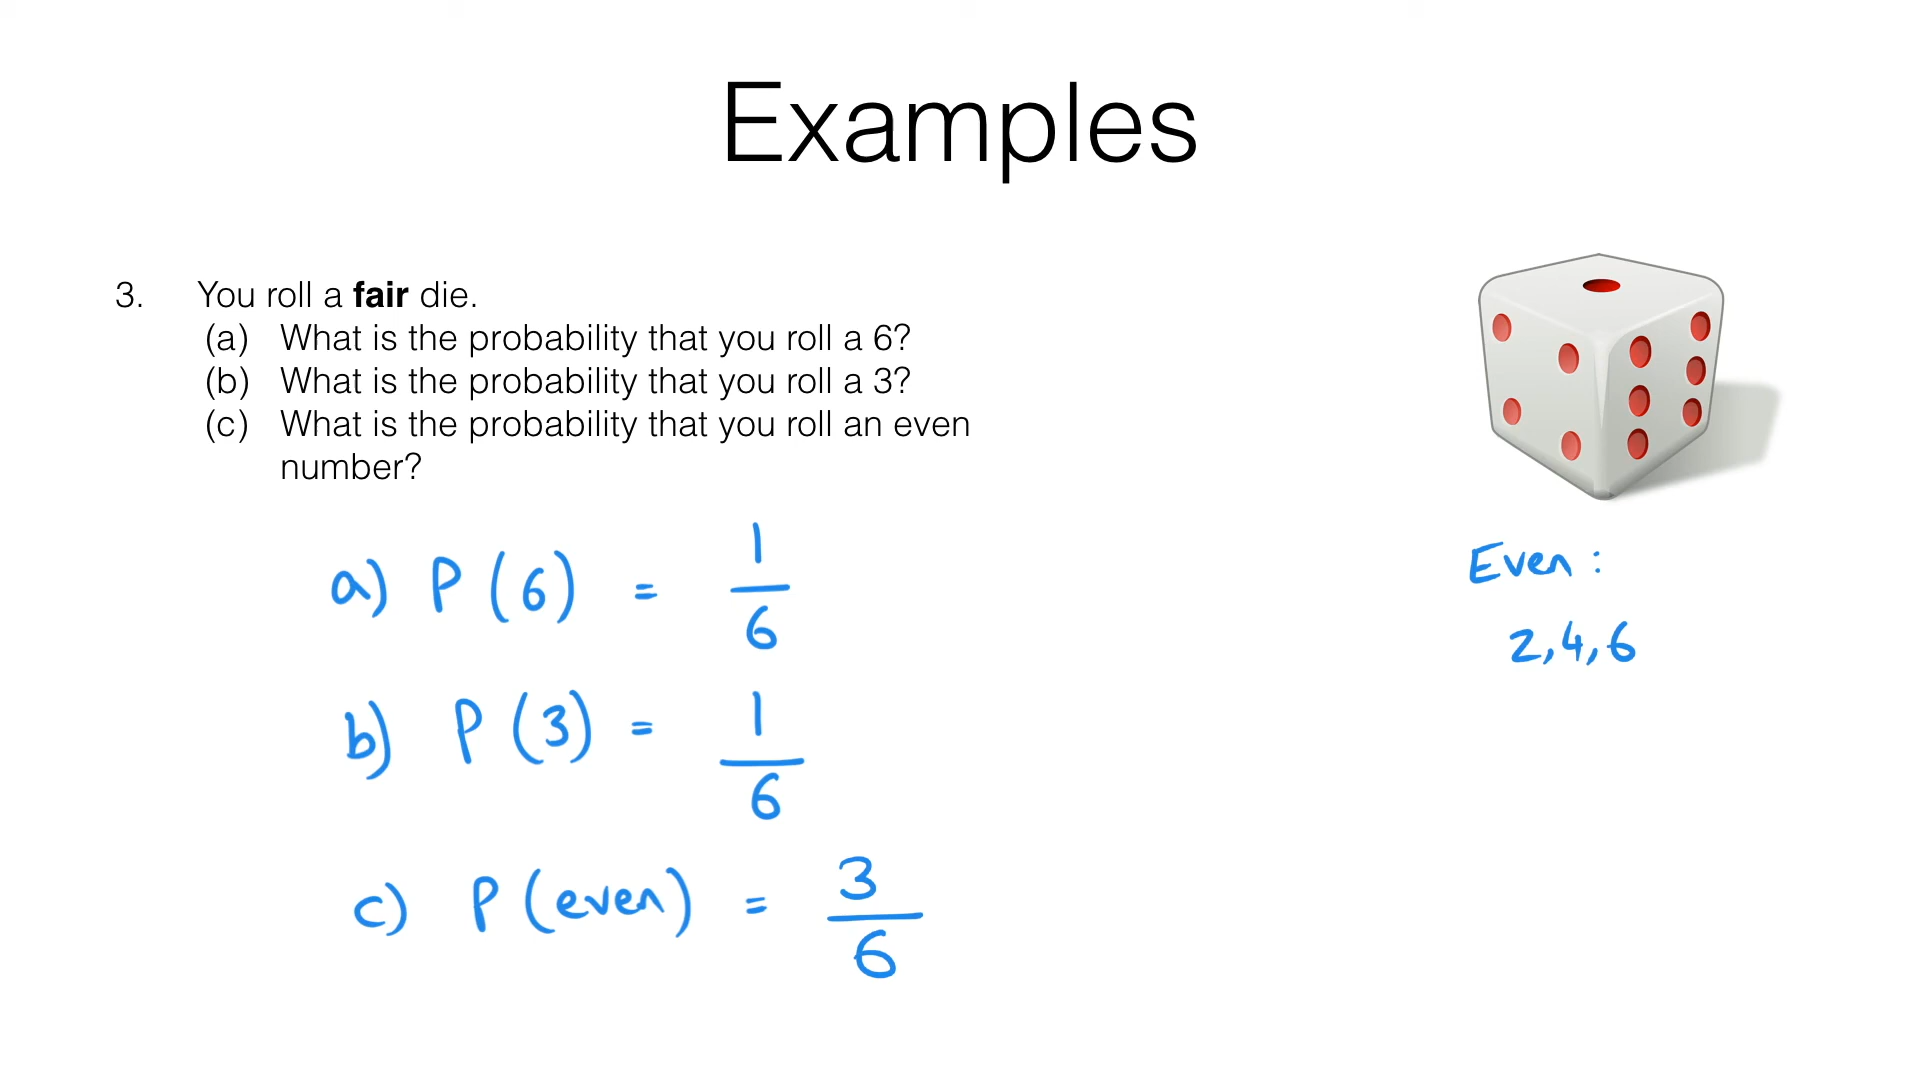 Examples
3. You roll a fair die.
(a) What is the probability that you roll a 6?
(b) What is the probability that you roll a 3?
(c) What is the probability that you roll an even
number?
a) P(6) = 1/6
b) P(3) = 1/6
c) P(even) = 3/6
Even :
2,4,6